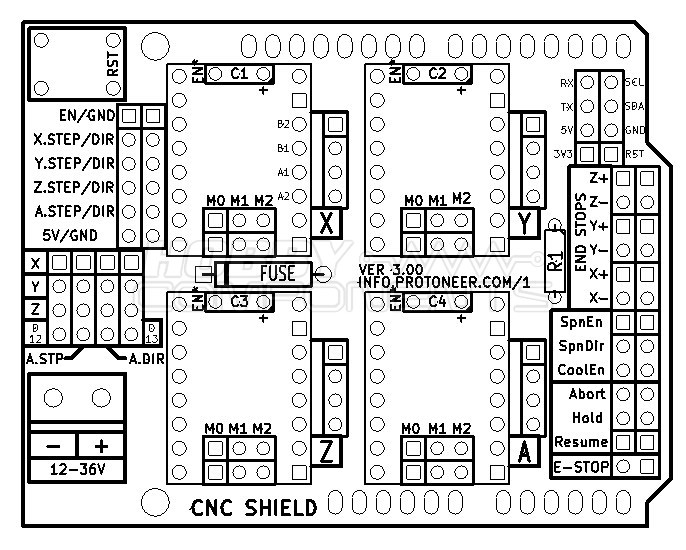 RST
EN*
C1
+
EN*
C2
+
RX
SCL
TX
SDA
5V
GND
3V3
RST
EN/GND
X.STEP/DIR
Y.STEP/DIR
Z.STEP/DIR
A.STEP/DIR
5V/GND
B2
B1
A1
A2
M0 M1 M2
X
M0 M1 M2
Y
END STOPS
Z+
Z-
Y+
Y-
X+
X-
R1
X
Y
Z
D
12
D
13
A.STP
A.DIR
FUSE
VER 3.00
INFO.PROTONEER.COM/1
HOBBY
COMPONENTS
EN*
C3
+
EN*
C4
+
SpnEn
SpnDir
CoolEn
Abort
Hold
Resume
E-STOP
- +
12-36V
M0 M1 M2
Z
M0 M1 M2
A
CNC SHIELD